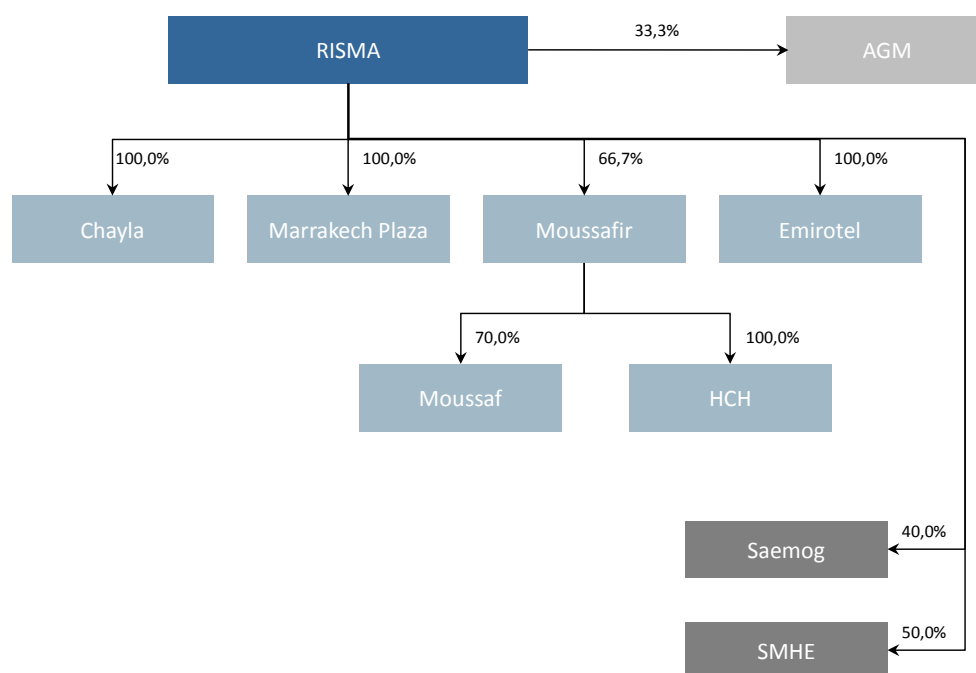 33,3%
RISMA
AGM
100,0%
100,0%
66,7%
100,0%
Chayla
Marrakech Plaza
Moussafir
Emirotel
70,0%
100,0%
Moussaf
HCH
40,0%
Saemog
50,0%
SMHE